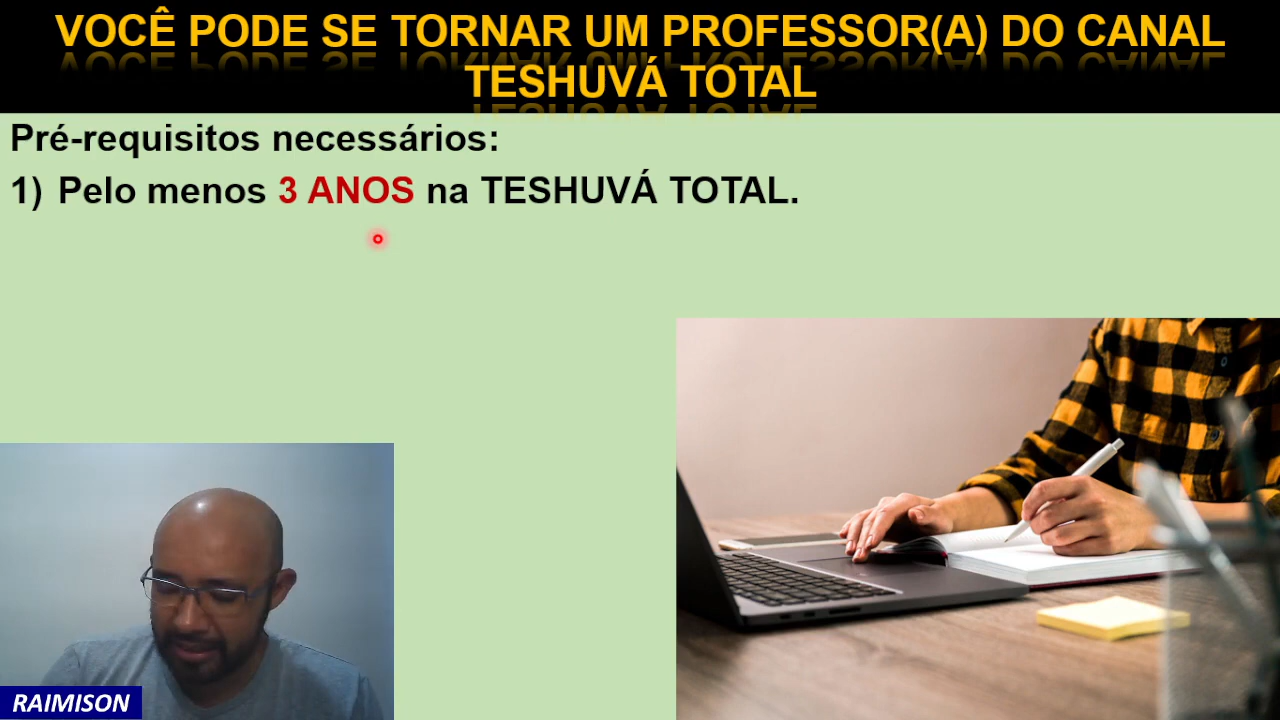 VOCÊ PODE SE TORNAR UM PROFESSOR(A) DO CANAL
TESHUVÁ TOTAL
Pré-requisitos necessários:
1) Pelo menos 3 ANOS na TESHUVÁ TOTAL.
RAIMISON